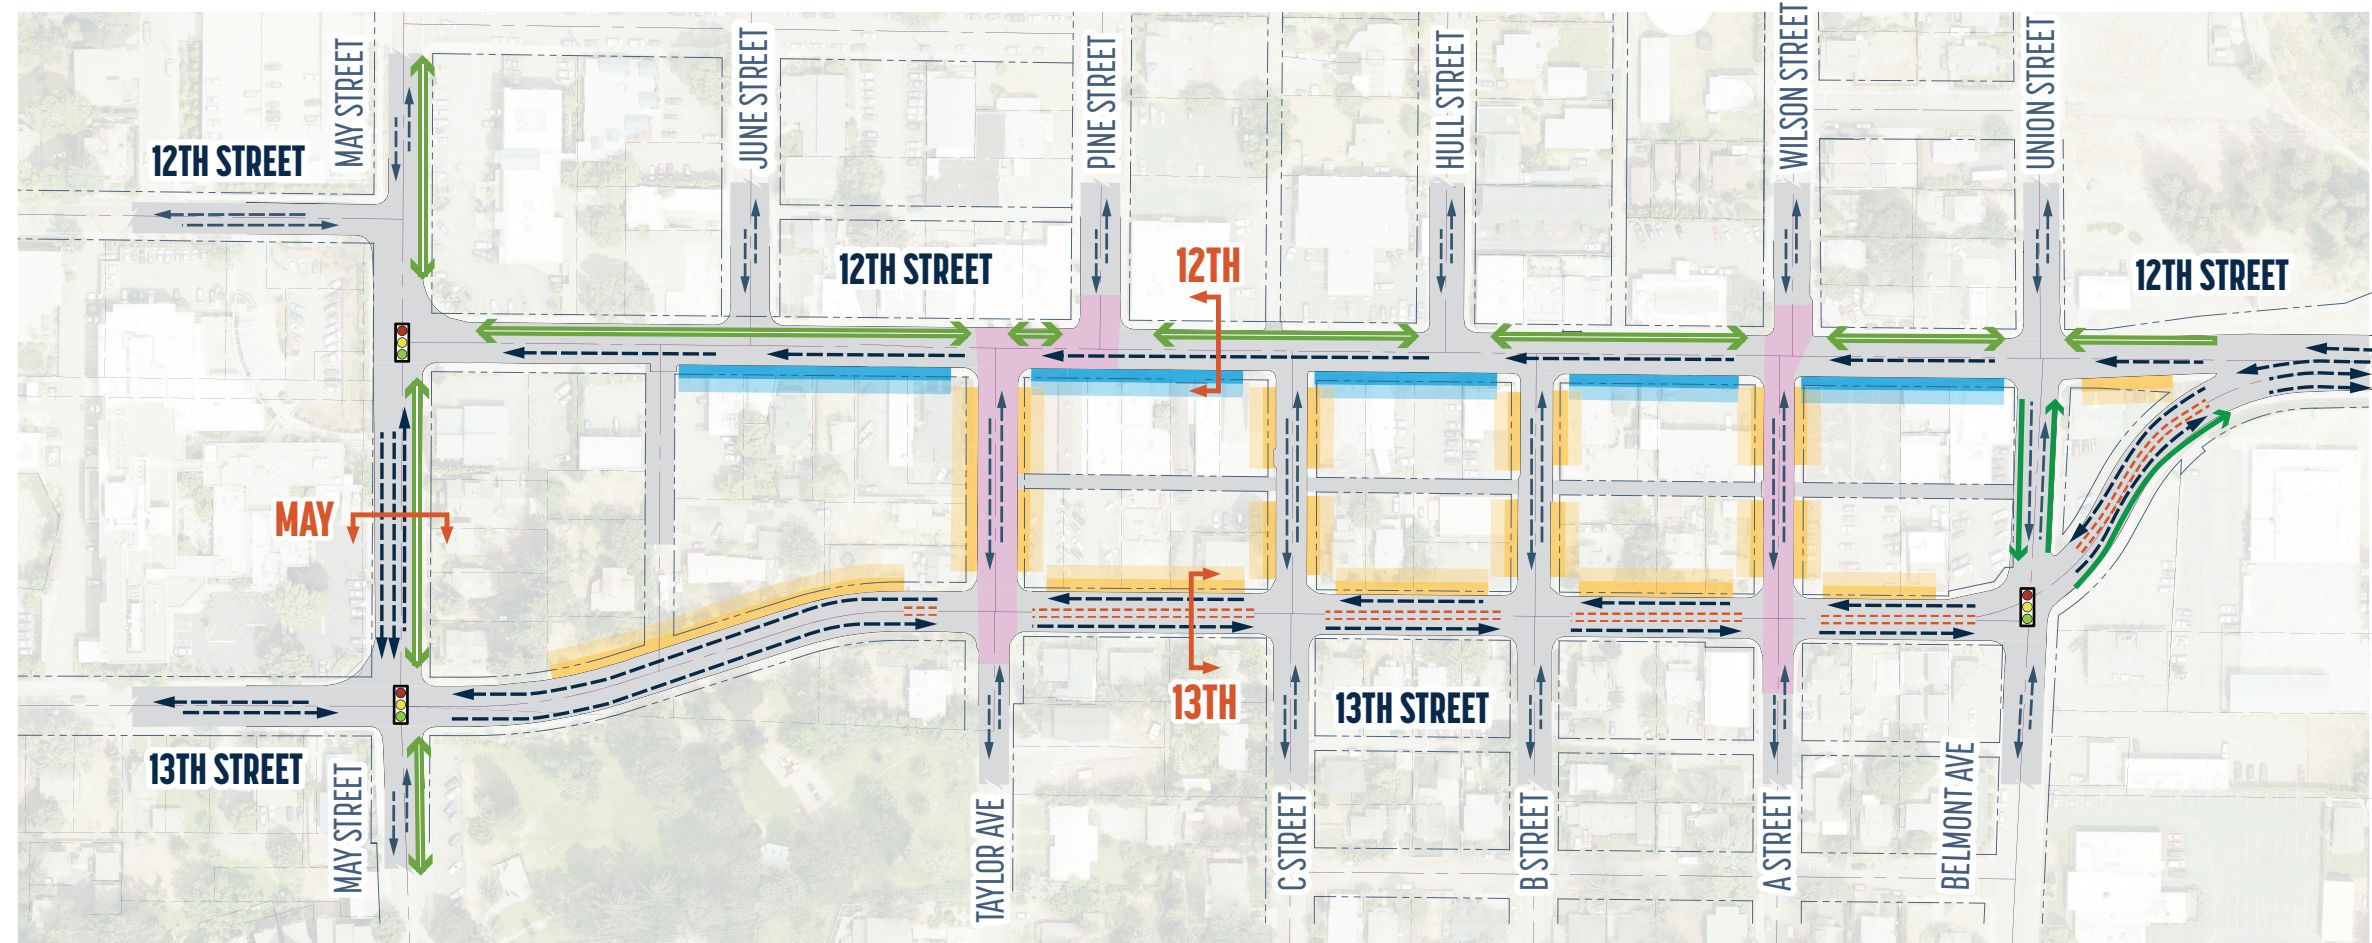 MAY STREET
JUNE STREET
PINE STREET
HULL STREET
WILSON STREET
UNION STREET
12TH STREET
12TH STREET
12TH
12TH STREET
MAY
13TH
13TH STREET
13TH STREET
MAY STREET
TAYLOR AVE
C STREET
B STREET
A STREET
BELMONT AVE